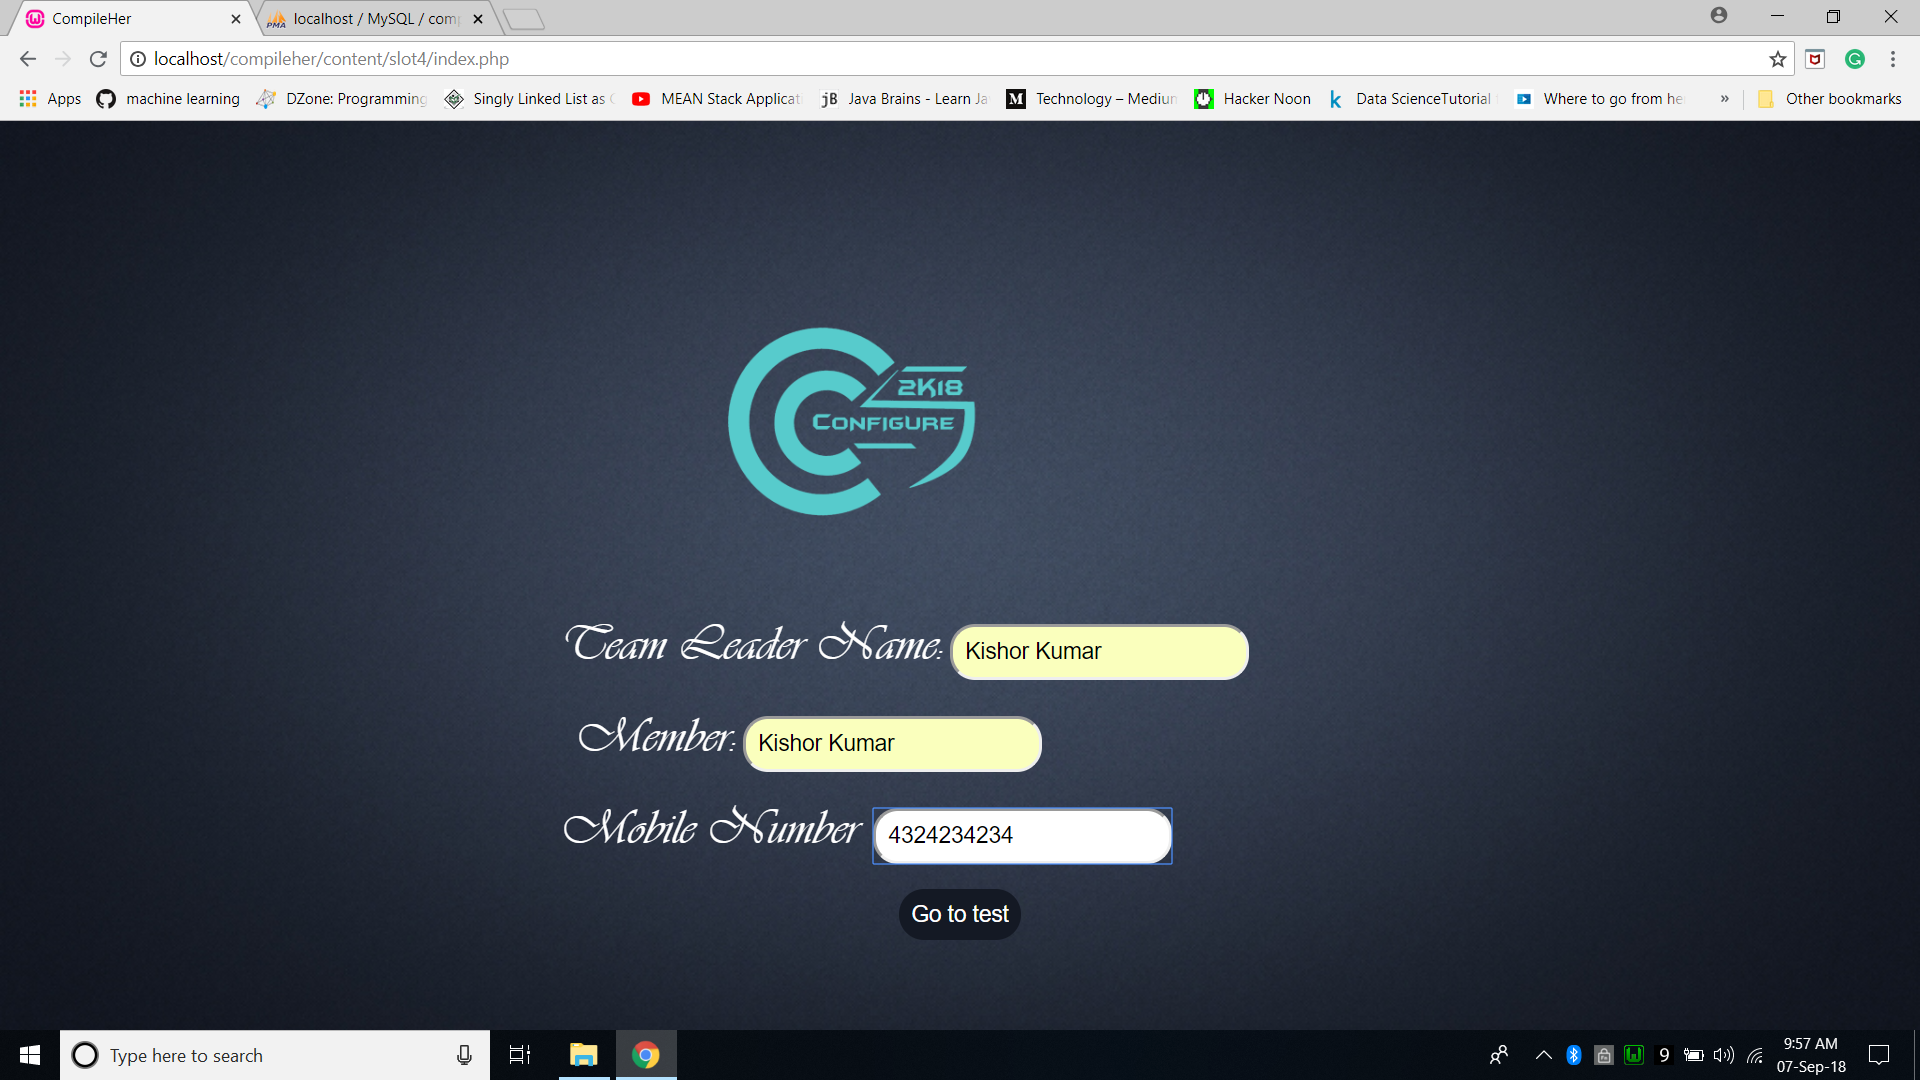 CompileHer
localhost / MySQL / comp
localhost/compileher/content/slot4/index.php
Apps machine learning DZone: Programming Singly Linked List as MEAN Stack Applicat Java Brains - Learn Ja Technology – Medium Hacker Noon Data ScienceTutorial Where to go from he » Other bookmarks
2K18
CONFIGURE
Team Leader Name: Kishor Kumar
Member: Kishor Kumar
Mobile Number 4324234234
Go to test
Type here to search
9
9:57 AM
07-Sep-18